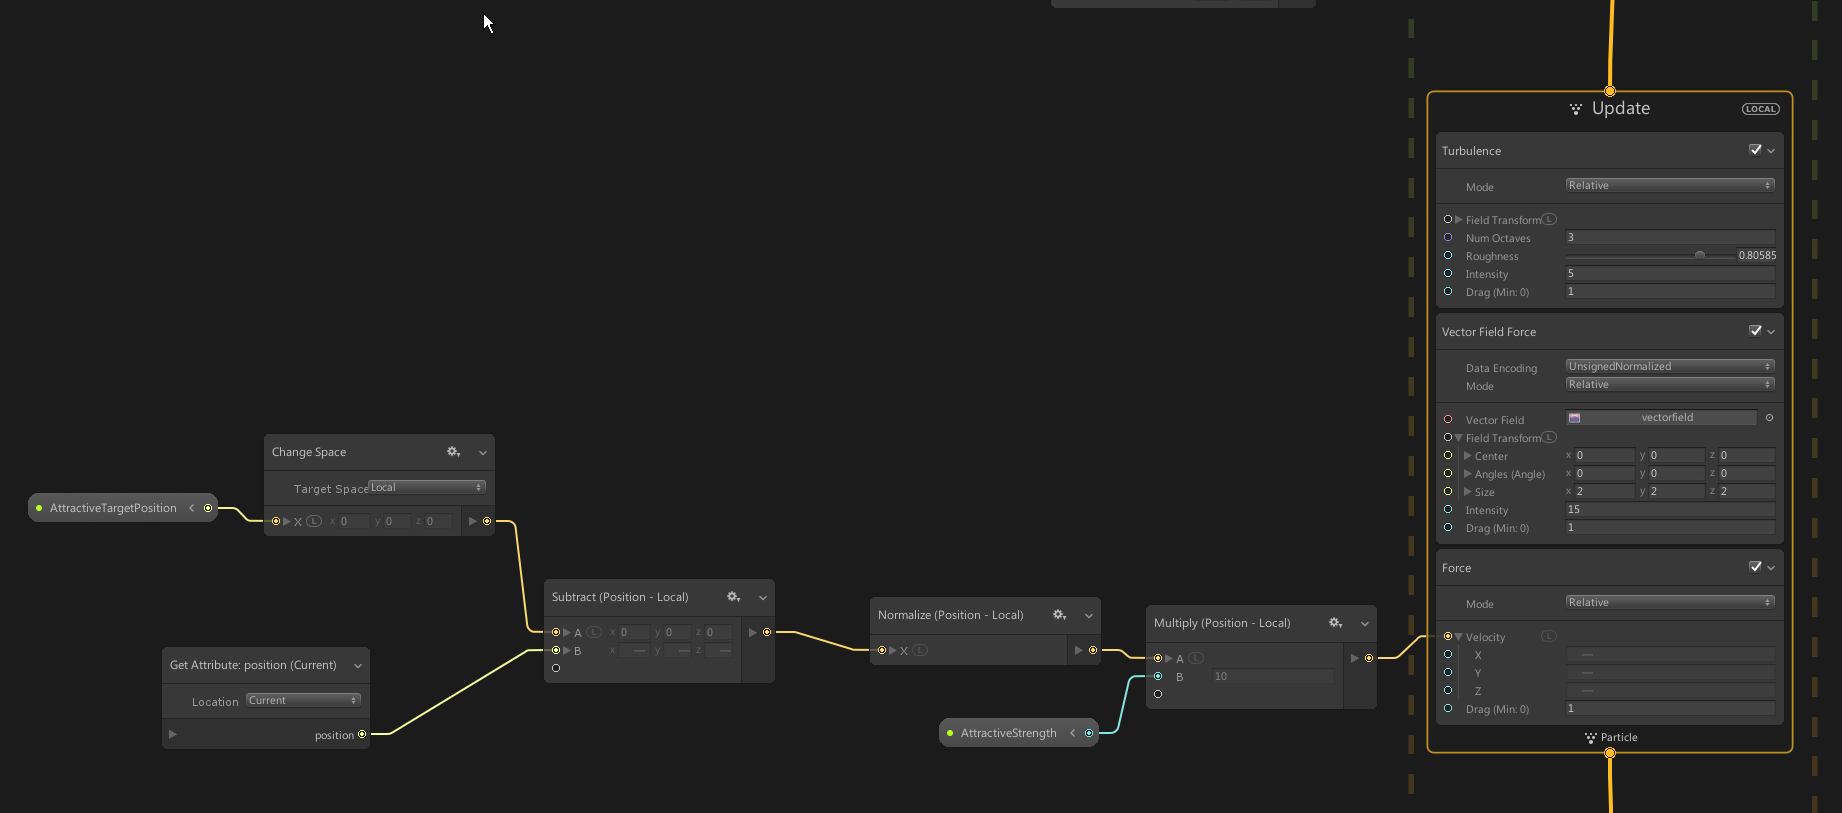 Update LOCAL
Turbulence
Mode Relative
Field Transform L
Num Octaves 3
Roughness 0.80585
Intensity 5
Drag (Min: 0) 1
Vector Field Force
Data Encoding UnsignedNormalized
Mode Relative
Vector Field vectorfield
Field Transform L
Center x 0 y 0 z 0
Angles (Angle) x 0 y 0 z 0
Size x 2 y 2 z 2
Intensity 15
Drag (Min: 0) 1
Force
Mode Relative
Velocity L
X —
Y —
Z —
Drag (Min: 0) 1
Particle
Change Space
Target Space Local
X L x 0 y 0 z 0
AttractiveTargetPosition <
Get Attribute: position (Current)
Location Current
position
Subtract (Position - Local)
A L x 0 y 0 z 0
B x — y — z —
Normalize (Position - Local)
X L
Multiply (Position - Local)
A L
B 10
AttractiveStrength <